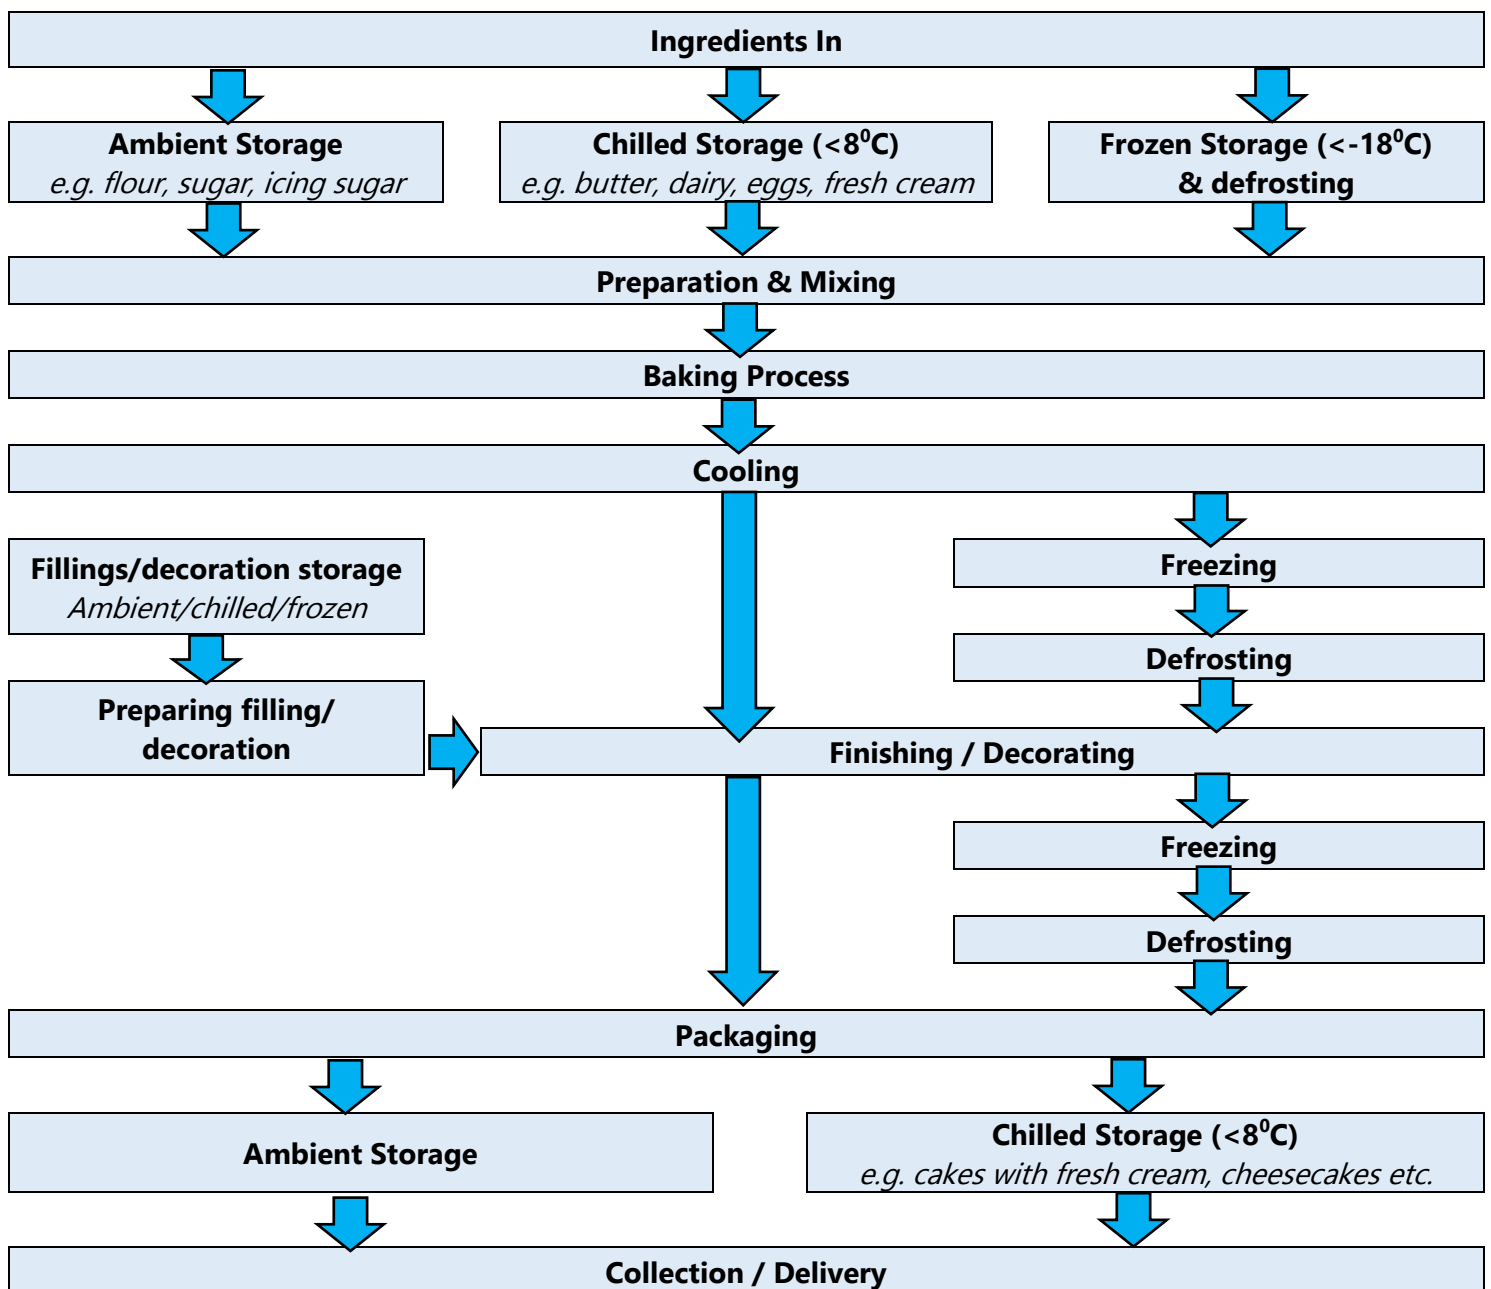 Ingredients In
Ambient Storage
e.g. flour, sugar, icing sugar
Chilled Storage (<8⁰C)
e.g. butter, dairy, eggs, fresh cream
Frozen Storage (<-18⁰C)
& defrosting
Preparation & Mixing
Baking Process
Cooling
Fillings/decoration storage
Ambient/chilled/frozen
Freezing
Defrosting
Preparing filling/
decoration
Finishing / Decorating
Freezing
Defrosting
Packaging
Ambient Storage
Chilled Storage (<8⁰C)
e.g. cakes with fresh cream, cheesecakes etc.
Collection / Delivery